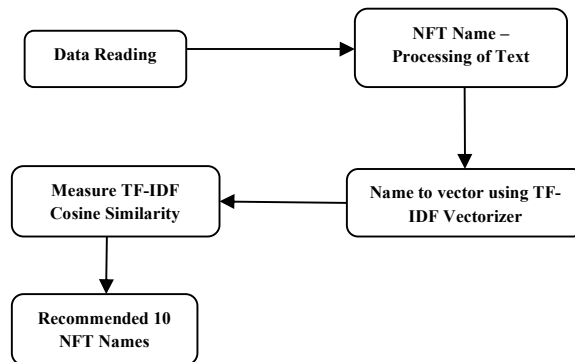 Data Reading
NFT Name –
Processing of Text
Name to vector using TF-
IDF Vectorizer
Measure TF-IDF
Cosine Similarity
Recommended 10
NFT Names